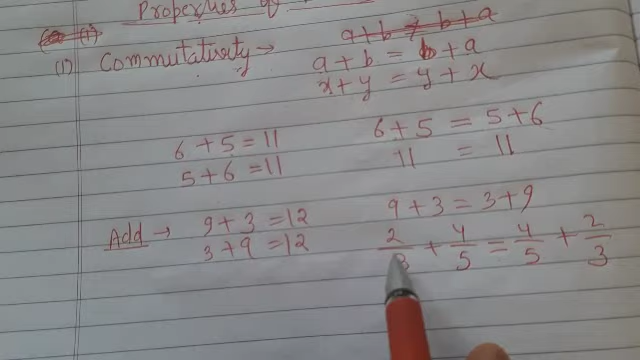 Properties of
(1) Commutativity → a + b = b + a
x + y = y + x
6 + 5 = 11
5 + 6 = 11
6 + 5 = 5 + 6
11 = 11
Add → 9 + 3 = 12
3 + 9 = 12
9 + 3 = 3 + 9
2/3 + 4/5 = 4/5 + 2/3